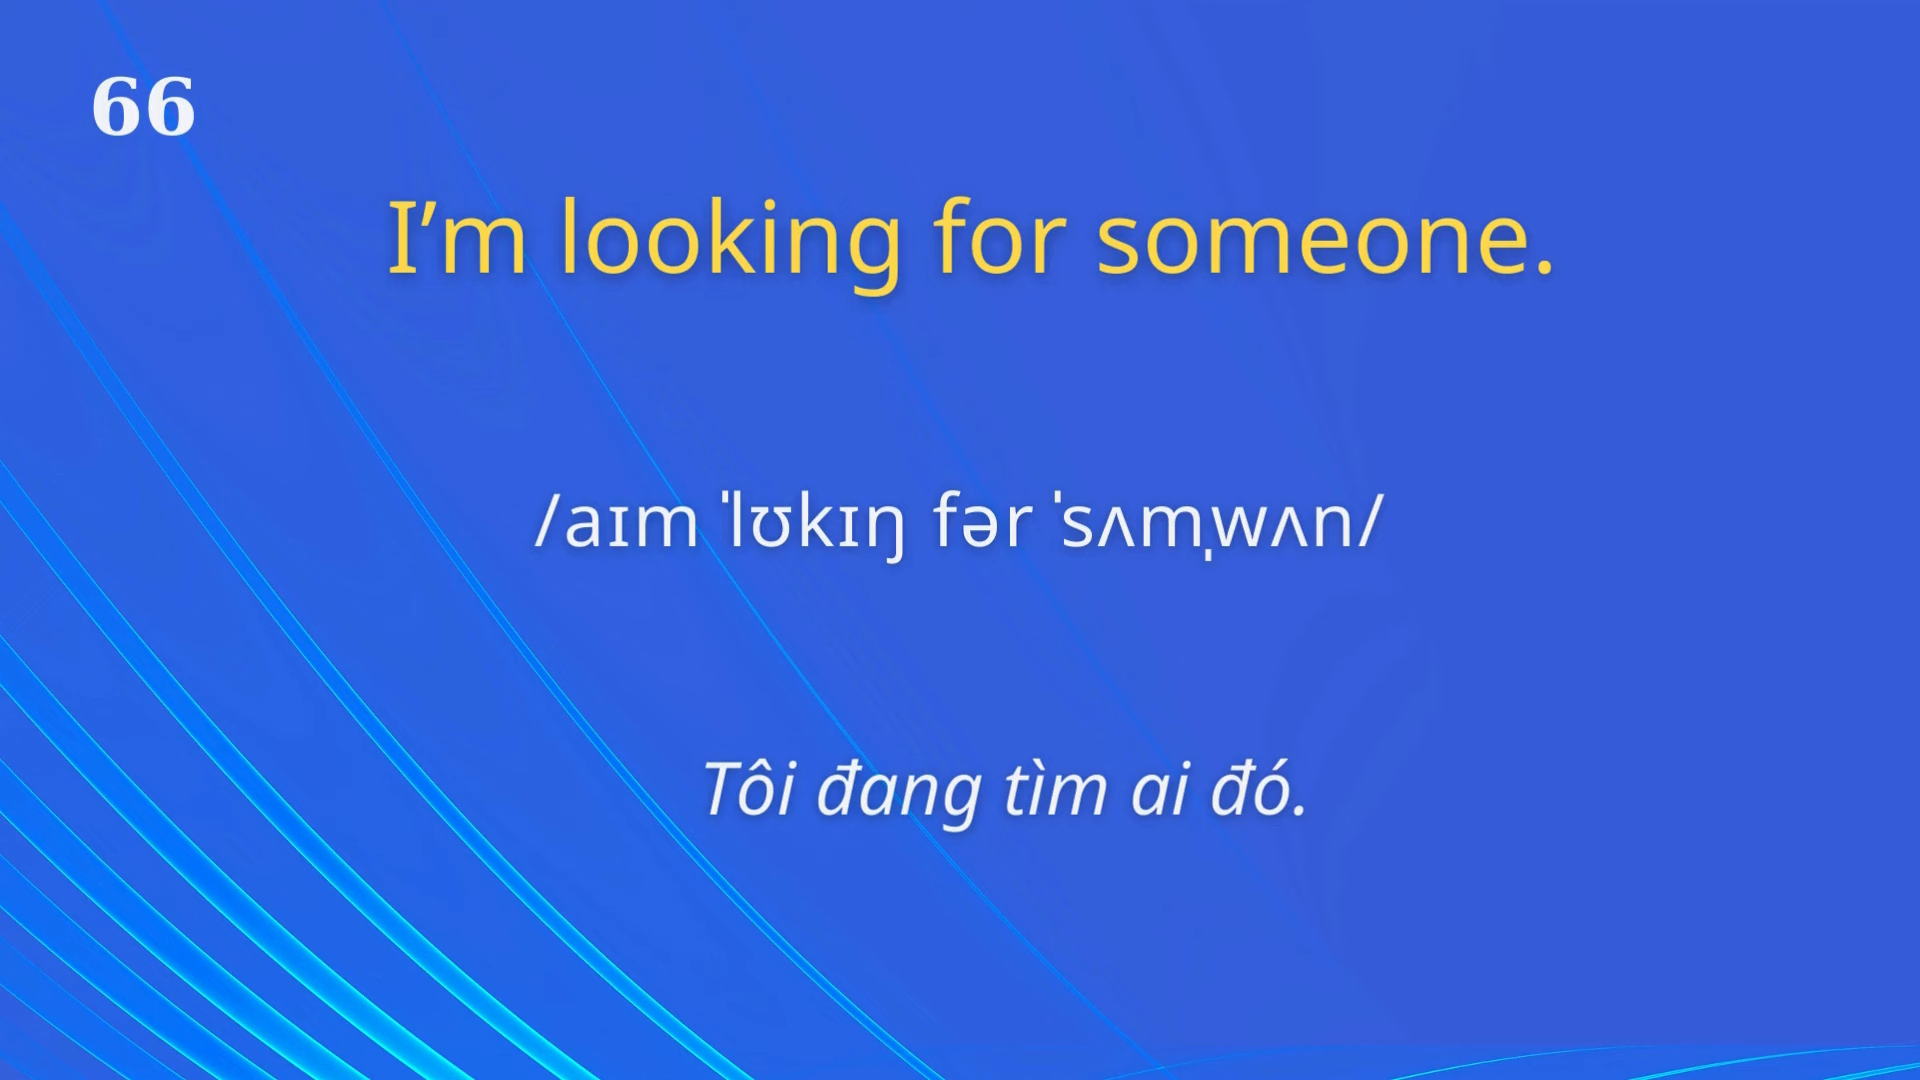 66
I’m looking for someone.
/aɪm ˈlʊkɪŋ fər ˈsʌmˌwʌn/
Tôi đang tìm ai đó.